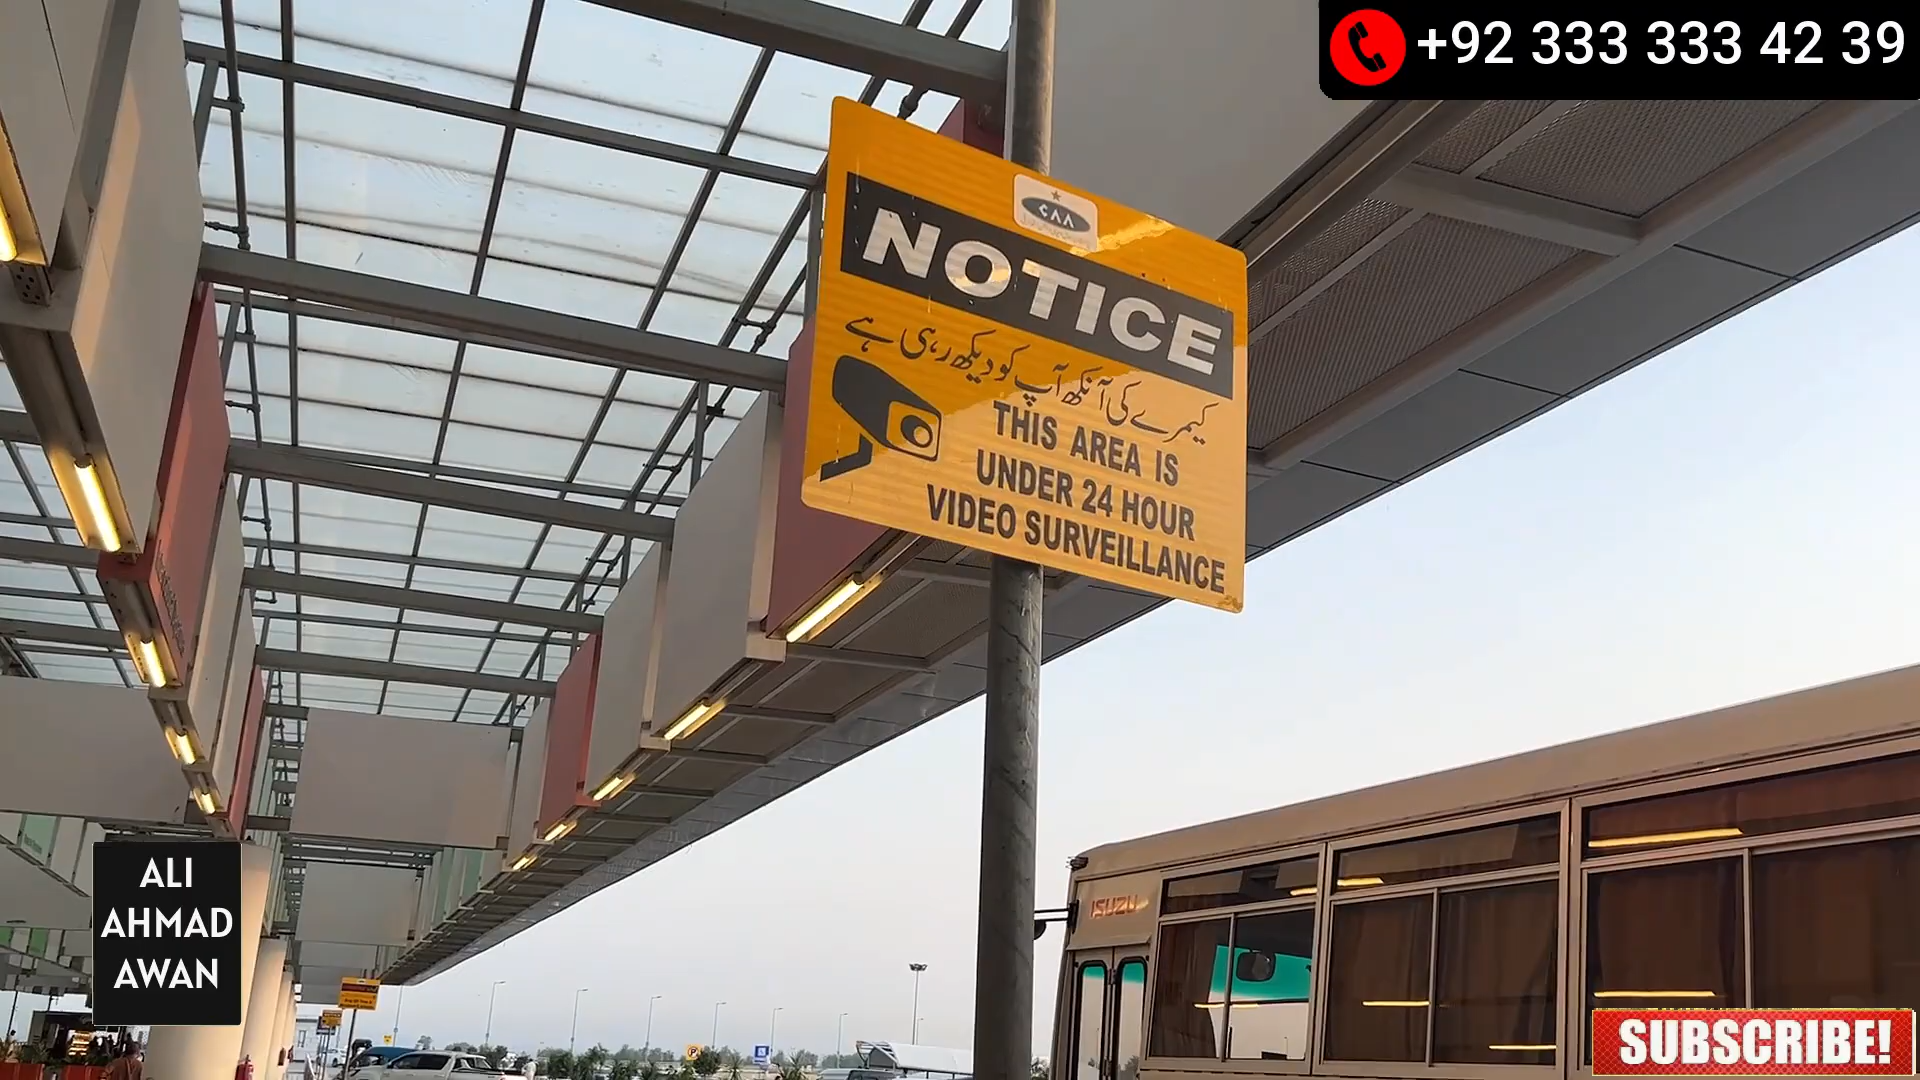 +92 333 333 42 39
CAA
NOTICE
کیمرے کی آنکھ آپ کو دیکھ رہی ہے
THIS AREA IS
UNDER 24 HOUR
VIDEO SURVEILLANCE
ISUZU
ALI
AHMAD
AWAN
P
SUBSCRIBE!